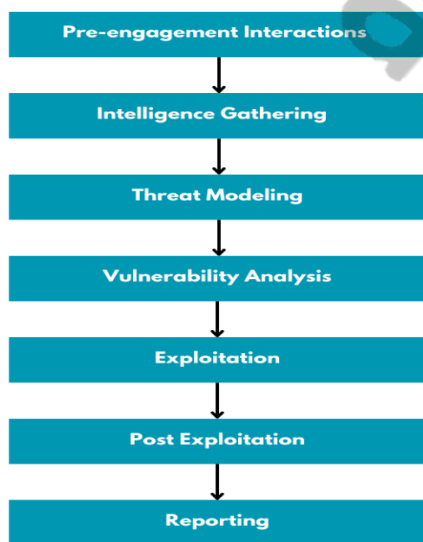 Pre-engagement Interactions
Intelligence Gathering
Threat Modeling
Vulnerability Analysis
Exploitation
Post Exploitation
Reporting